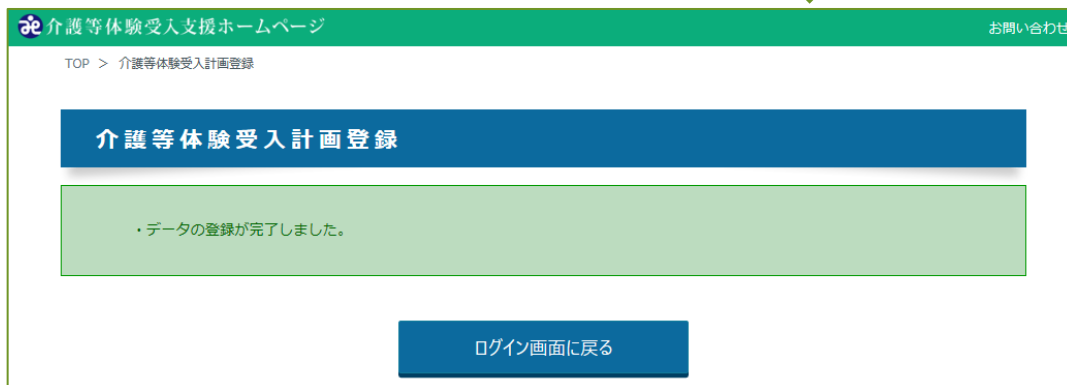 介護等体験受入支援ホームページ
お問い合わせ
TOP > 介護等体験受入計画登録
介護等体験受入計画登録
・データの登録が完了しました。
ログイン画面に戻る